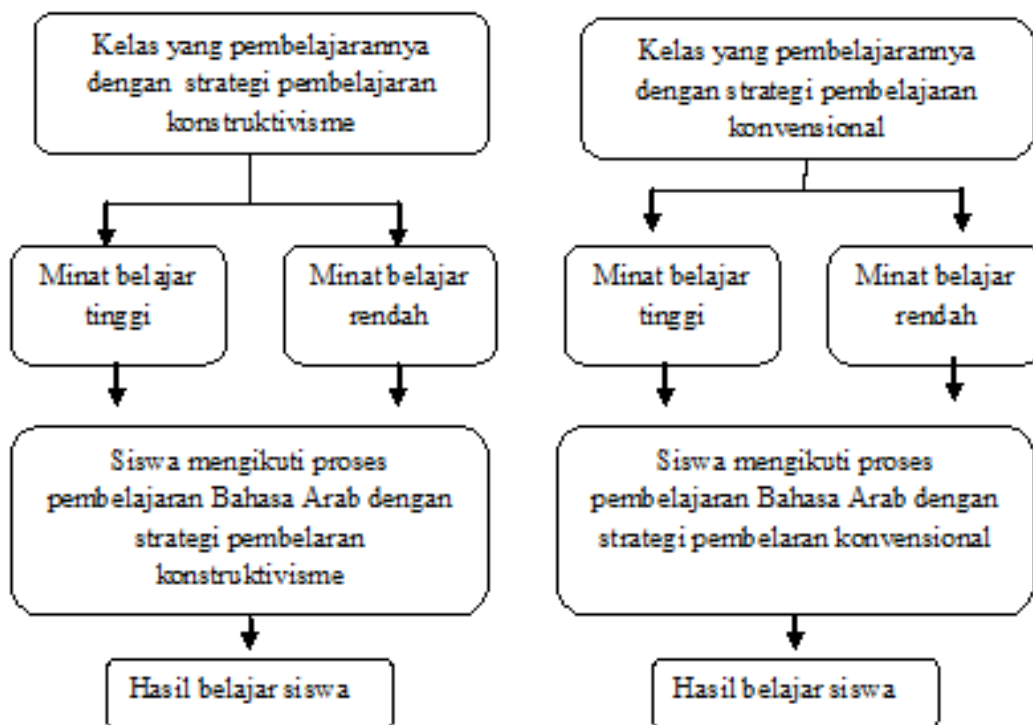 Kelas yang pembelajarannya
dengan strategi pembelajaran
konstruktivisme
Kelas yang pembelajarannya
dengan strategi pembelajaran
konvensional
Minat belajar
tinggi
Minat belajar
rendah
Minat belajar
tinggi
Minat belajar
rendah
Siswa mengikuti proses
pembelajaran Bahasa Arab dengan
strategi pembelaran
konstruktivisme
Siswa mengikuti proses
pembelajaran Bahasa Arab dengan
strategi pembelaran konvensional
Hasil belajar siswa
Hasil belajar siswa